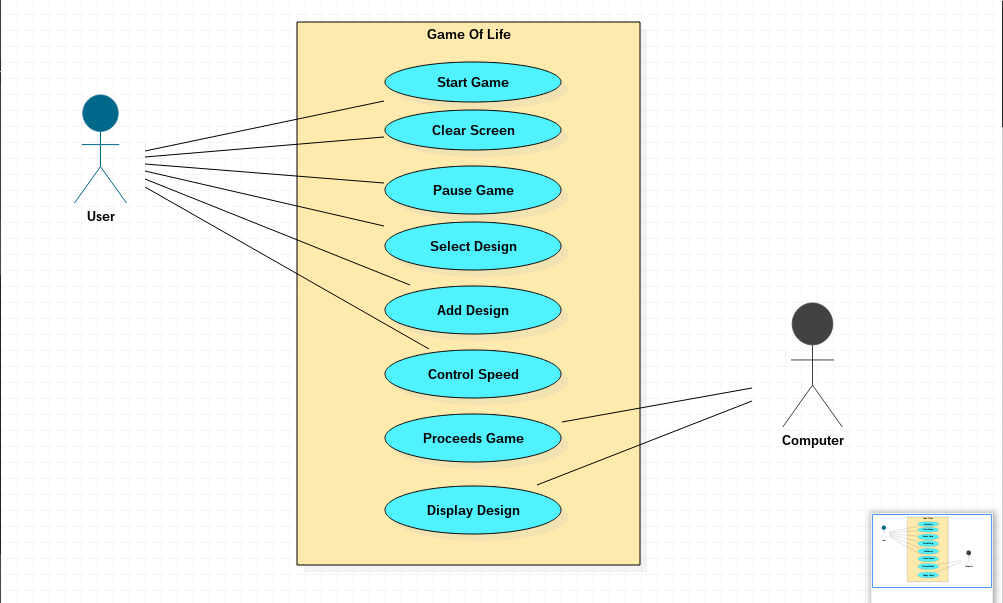 Game Of Life
Start Game
Clear Screen
Pause Game
User
Select Design
Add Design
Control Speed
Proceeds Game
Computer
Display Design